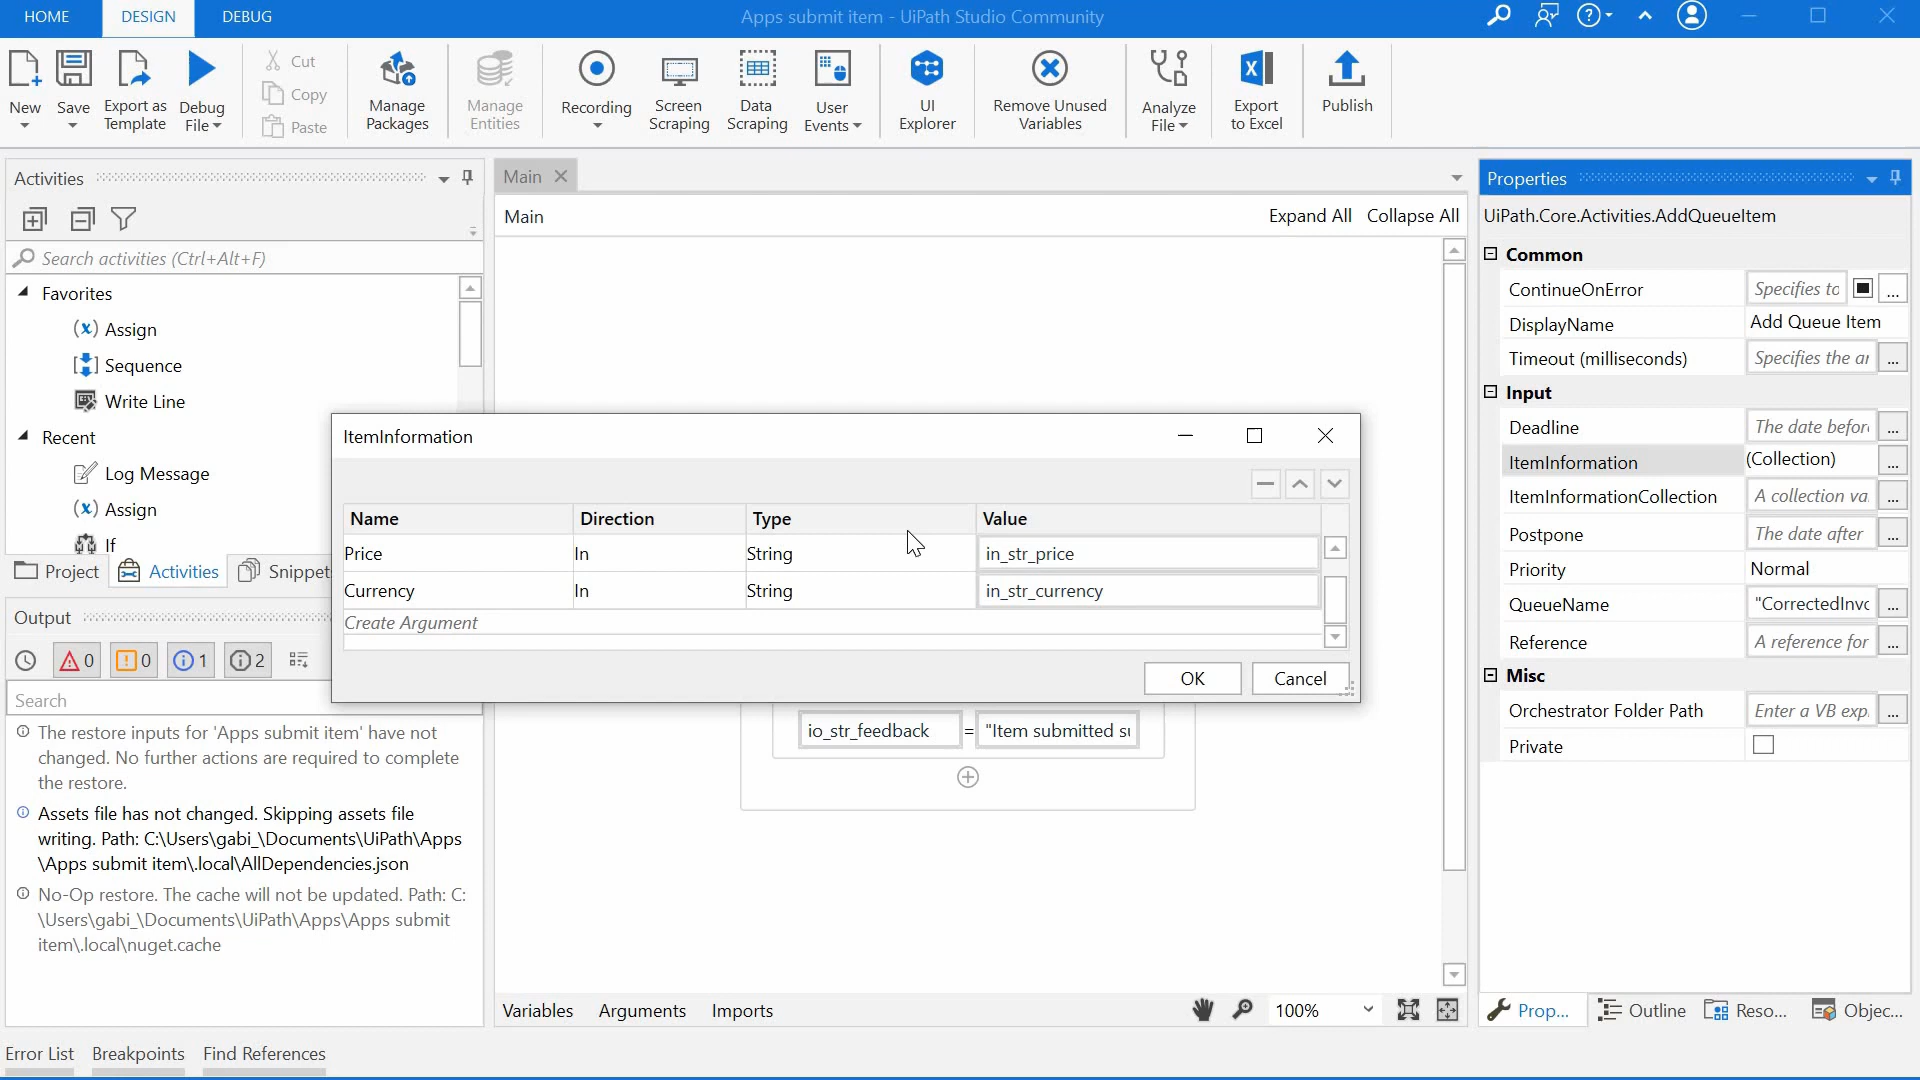 HOME
DESIGN
DEBUG
Apps submit item - UiPath Studio Community
New
Save
Export as
Template
Debug
File
Cut
Copy
Paste
Manage
Packages
Manage
Entities
Recording
Screen
Scraping
Data
Scraping
User
Events
UI
Explorer
Remove Unused
Variables
Analyze
File
Export
to Excel
Publish
Activities
Search activities (Ctrl+Alt+F)
Favorites
(x) Assign
Sequence
Write Line
Recent
Log Message
(x) Assign
If
Project
Activities
Snippet
Output
0
0
1
2
Search
The restore inputs for 'Apps submit item' have not
changed. No further actions are required to complete
the restore.
Assets file has not changed. Skipping assets file
writing. Path: C:\Users\gabi_\Documents\UiPath\Apps
\Apps submit item\.local\AllDependencies.json
No-Op restore. The cache will not be updated. Path: C:
\Users\gabi_\Documents\UiPath\Apps\Apps submit
item\.local\nuget.cache
Main
Main
Expand All
Collapse All
ItemInformation
Name Direction Type Value
Price In String in_str_price
Currency In String in_str_currency
Create Argument
OK
Cancel
io_str_feedback = "Item submitted su
Variables
Arguments
Imports
100%
Properties
UiPath.Core.Activities.AddQueueItem
Common
ContinueOnError Specifies to ...
DisplayName Add Queue Item
Timeout (milliseconds) Specifies the ar ...
Input
Deadline The date befor ...
ItemInformation (Collection) ...
ItemInformationCollection A collection va. ...
Postpone The date after ...
Priority Normal
QueueName "CorrectedInvo ...
Reference A reference for ...
Misc
Orchestrator Folder Path Enter a VB exp. ...
Private
Prop...
Outline
Reso...
Objec...
Error List
Breakpoints
Find References